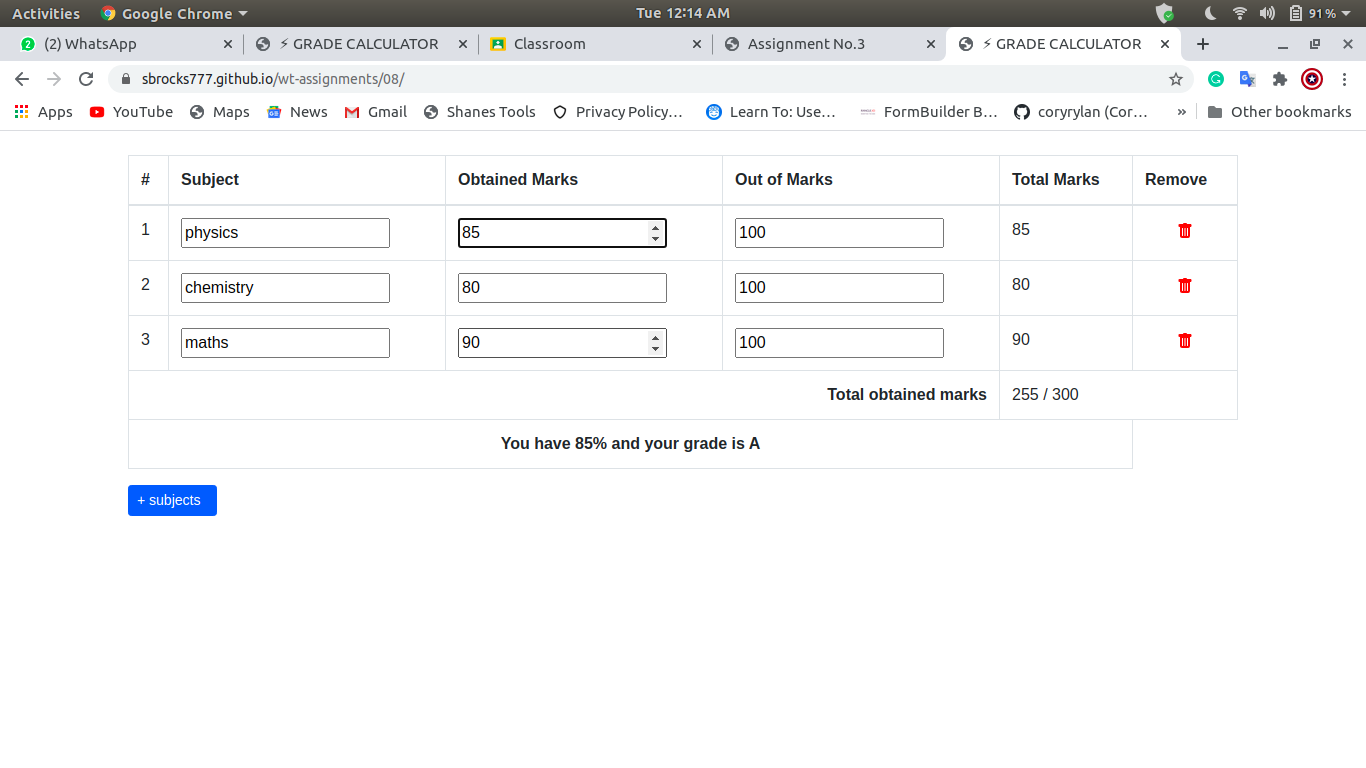 Activities Google Chrome Tue 12:14 AM 91%
2 (2) WhatsApp ⚡ GRADE CALCULATOR Classroom Assignment No.3 ⚡ GRADE CALCULATOR
sbrocks777.github.io/wt-assignments/08/
Apps YouTube Maps News Gmail Shanes Tools Privacy Policy... Learn To: Use... FormBuilder B... coryrylan (Cor... » Other bookmarks
# Subject Obtained Marks Out of Marks Total Marks Remove
1 physics 85 100 85
2 chemistry 80 100 80
3 maths 90 100 90
Total obtained marks 255 / 300
You have 85% and your grade is A
+ subjects